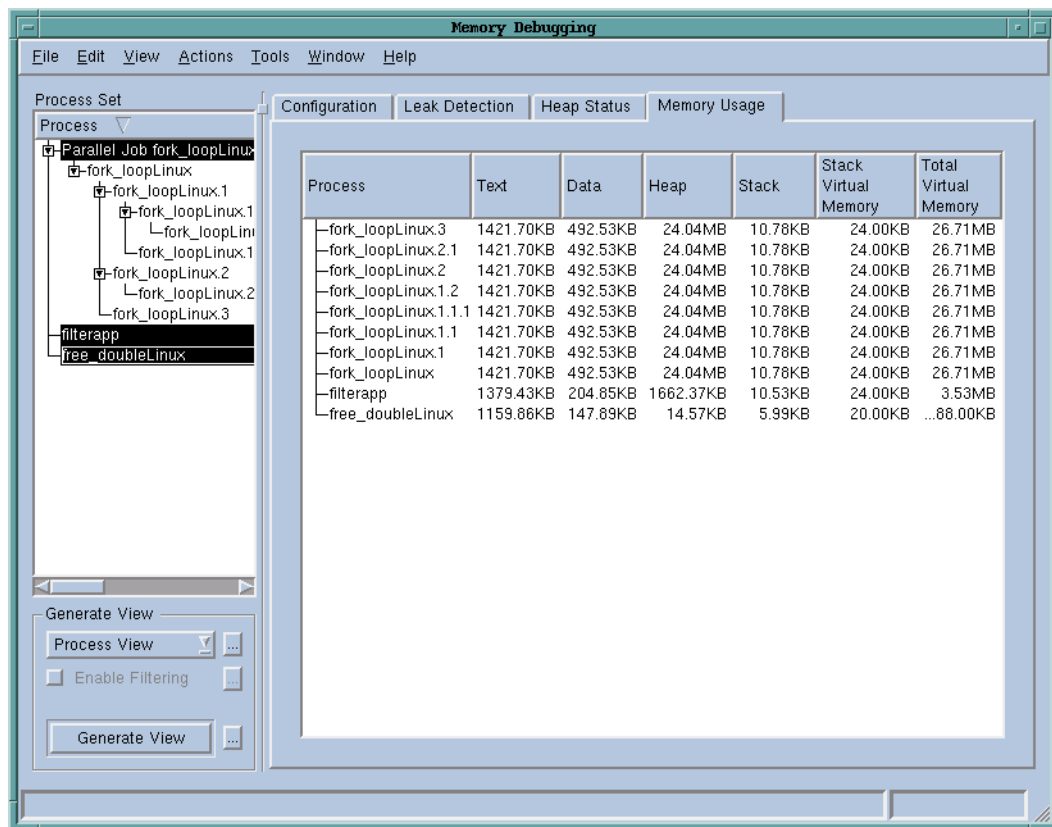 Memory Debugging
File Edit View Actions Tools Window Help
Process Set
Process
Parallel Job fork_loopLinux
fork_loopLinux
fork_loopLinux.1
fork_loopLinux.1
fork_loopLin
fork_loopLinux.1
fork_loopLinux.2
fork_loopLinux.2
fork_loopLinux.3
filterapp
free_doubleLinux
Generate View
Process View ...
Enable Filtering ...
Generate View ...
Configuration Leak Detection Heap Status Memory Usage
Process Text Data Heap Stack Stack Virtual Memory Total Virtual Memory
fork_loopLinux.3 1421.70KB 492.53KB 24.04MB 10.78KB 24.00KB 26.71MB
fork_loopLinux.2.1 1421.70KB 492.53KB 24.04MB 10.78KB 24.00KB 26.71MB
fork_loopLinux.2 1421.70KB 492.53KB 24.04MB 10.78KB 24.00KB 26.71MB
fork_loopLinux.1.2 1421.70KB 492.53KB 24.04MB 10.78KB 24.00KB 26.71MB
fork_loopLinux.1.1.1 1421.70KB 492.53KB 24.04MB 10.78KB 24.00KB 26.71MB
fork_loopLinux.1.1 1421.70KB 492.53KB 24.04MB 10.78KB 24.00KB 26.71MB
fork_loopLinux.1 1421.70KB 492.53KB 24.04MB 10.78KB 24.00KB 26.71MB
fork_loopLinux 1421.70KB 492.53KB 24.04MB 10.78KB 24.00KB 26.71MB
filterapp 1379.43KB 204.85KB 1662.37KB 10.53KB 24.00KB 3.53MB
free_doubleLinux 1159.86KB 147.89KB 14.57KB 5.99KB 20.00KB ...88.00KB